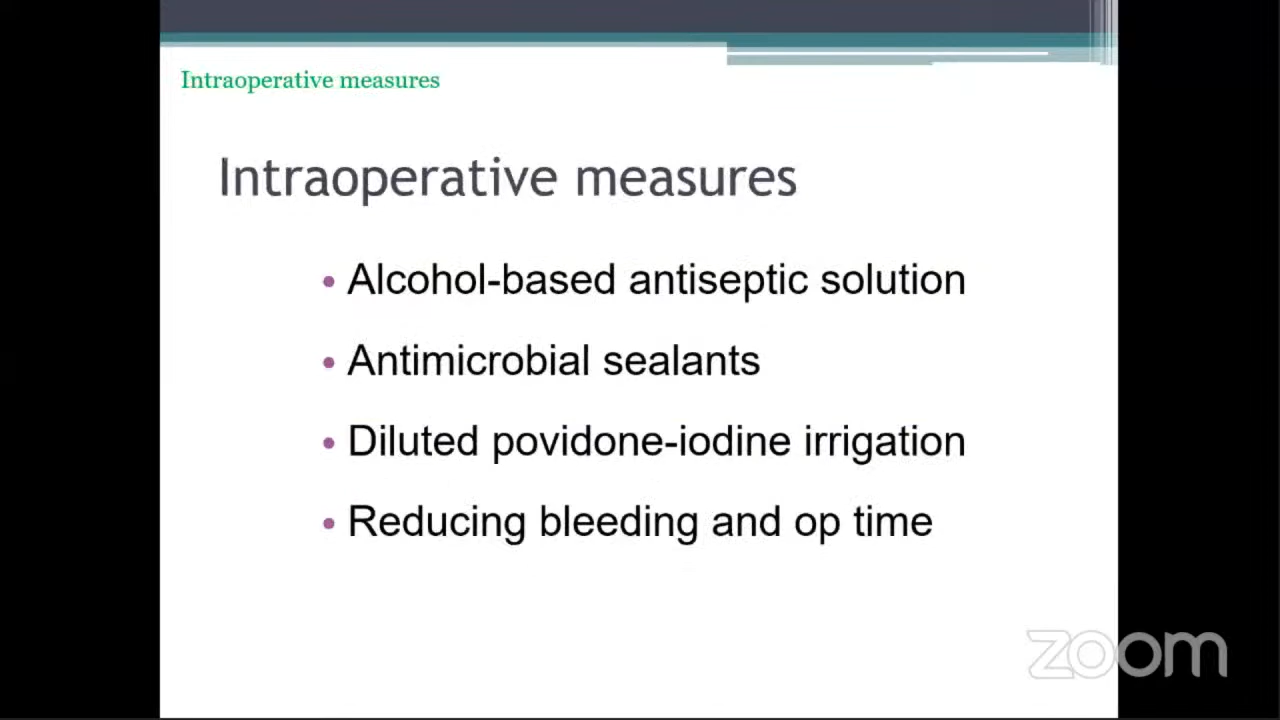 Intraoperative measures
Intraoperative measures
• Alcohol-based antiseptic solution
• Antimicrobial sealants
• Diluted povidone-iodine irrigation
• Reducing bleeding and op time
zoom